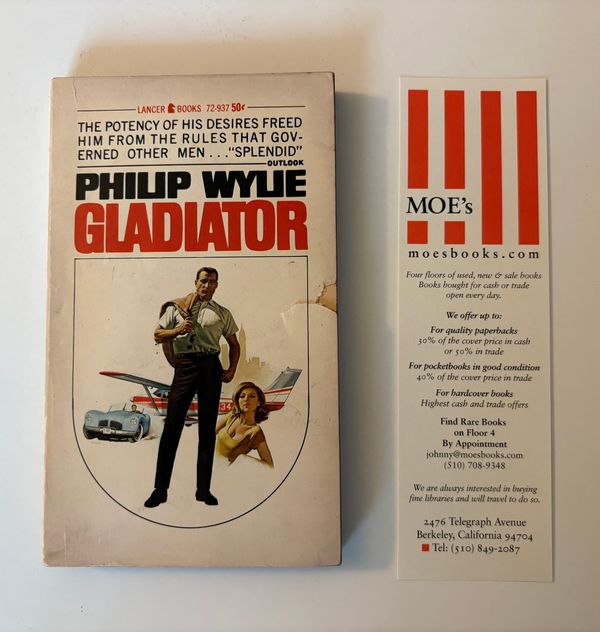 LANCER BOOKS 72-937 50¢
THE POTENCY OF HIS DESIRES FREED
HIM FROM THE RULES THAT GOV-
ERNED OTHER MEN... "SPLENDID"
OUTLOOK
PHILIP WYLIE
GLADIATOR
34
MOE's
moesbooks.com
Four floors of used, new & sale books
Books bought for cash or trade
open every day.
We offer up to:
For quality paperbacks
30% of the cover price in cash
or 50% in trade
For pocketbooks in good condition
40% of the cover price in trade
For hardcover books
Highest cash and trade offers
Find Rare Books
on Floor 4
By Appointment
johnny@moesbooks.com
(510) 708-9348
We are always interested in buying
fine libraries and will travel to do so.
2476 Telegraph Avenue
Berkeley, California 94704
Tel: (510) 849-2087